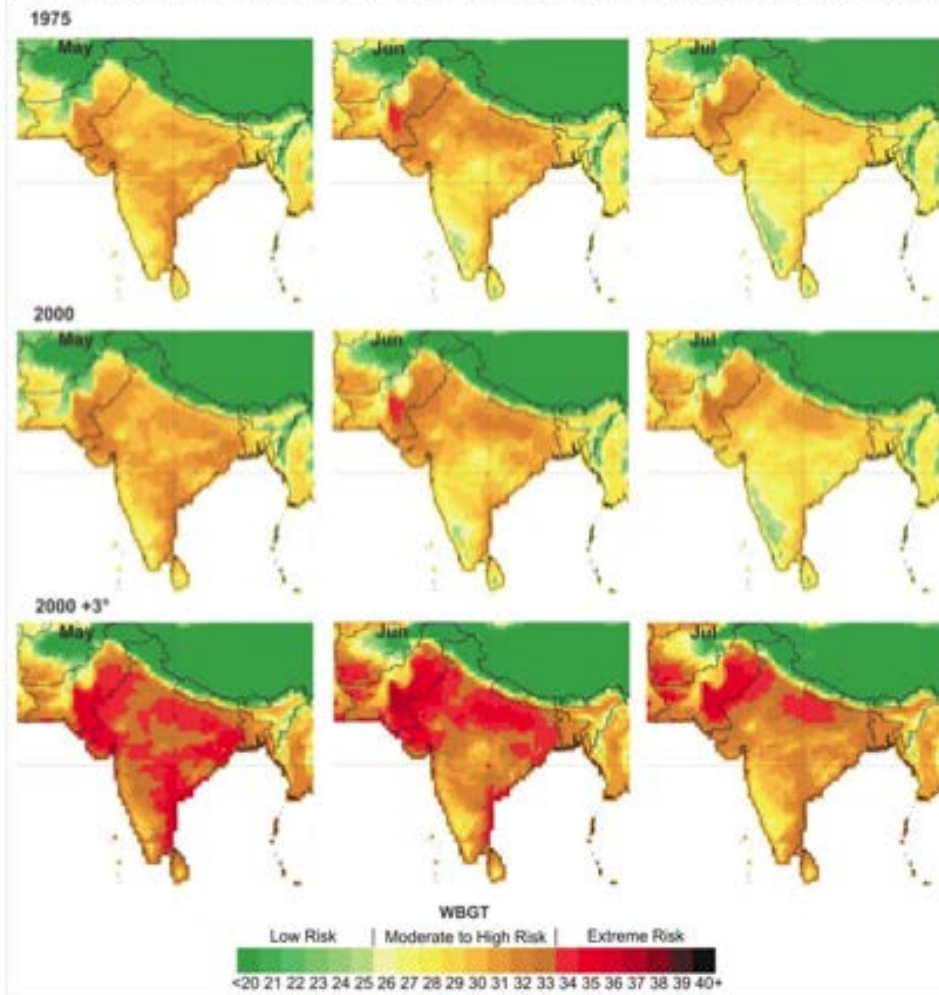 1975
May Jun Jul
2000
May Jun Jul
2000 +3°
May Jun Jul
WBGT
Low Risk | Moderate to High Risk | Extreme Risk
<20 21 22 23 24 25 26 27 28 29 30 31 32 33 34 35 36 37 38 39 40+